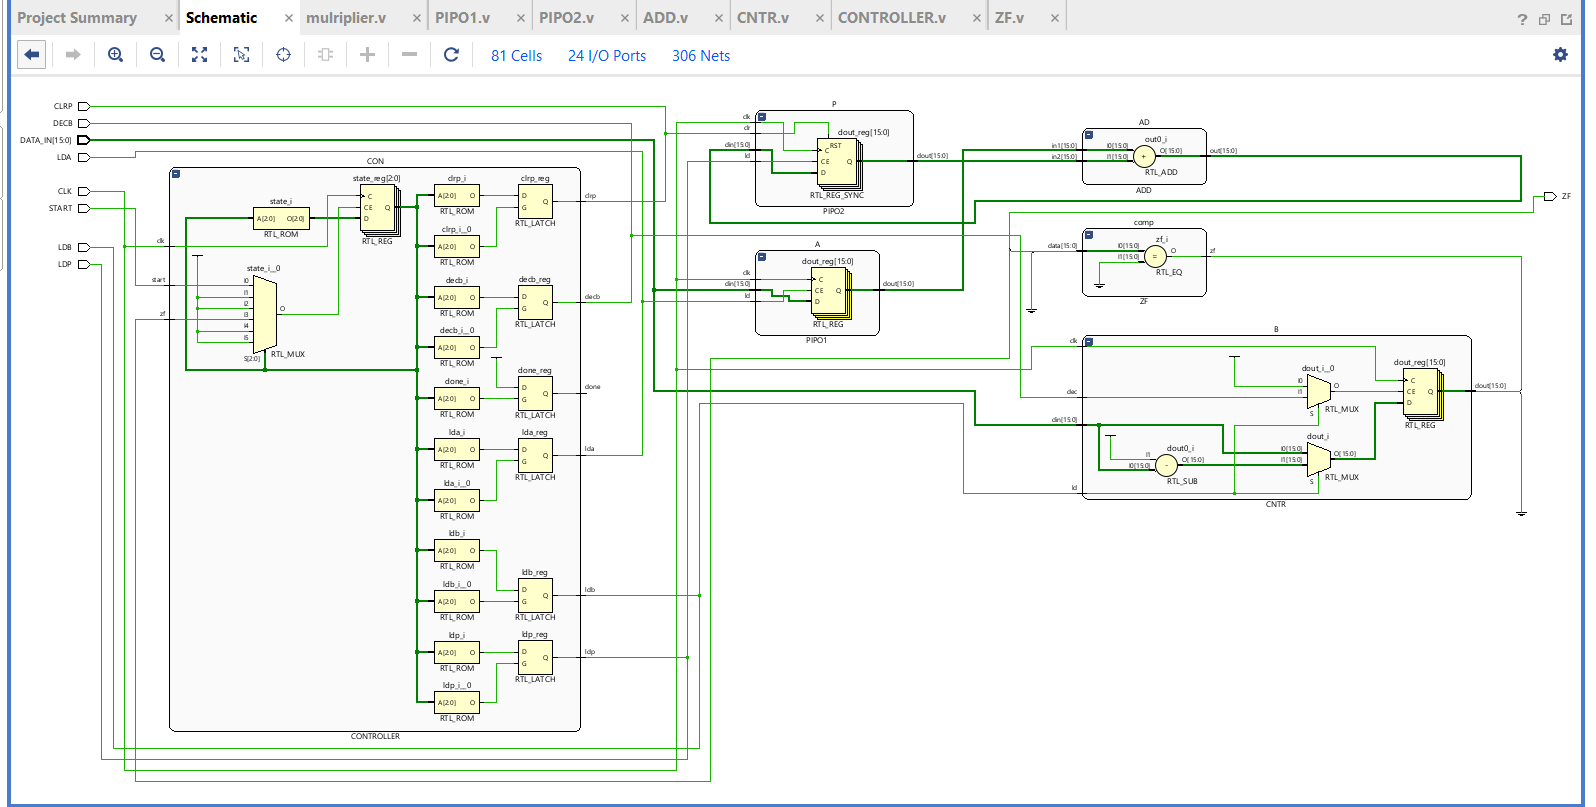 Project Summary × Schematic × mulriplier.v × PIPO1.v × PIPO2.v × ADD.v × CNTR.v × CONTROLLER.v × ZF.v × ?
81 Cells 24 I/O Ports 306 Nets
CLRP
DECB
DATA_IN[15:0]
LDA
CLK
START
LDB
LDP
CON
clk
start
zf
state_i
A[2:0] O[2:0]
RTL_ROM
state_reg[2:0]
C
CE Q
D
RTL_REG
state_i__0
I0
I1
I2
I3
I4
I5
S[2:0]
O
RTL_MUX
clrp_i
A[2:0] O
RTL_ROM
clrp_i__0
A[2:0] O
RTL_ROM
clrp_reg
D
G Q
RTL_LATCH
clrp
decb_i
A[2:0] O
RTL_ROM
decb_i__0
A[2:0] O
RTL_ROM
decb_reg
D
G Q
RTL_LATCH
decb
done_i
A[2:0] O
RTL_ROM
done_reg
D
G Q
RTL_LATCH
done
lda_i
A[2:0] O
RTL_ROM
lda_i__0
A[2:0] O
RTL_ROM
lda_reg
D
G Q
RTL_LATCH
lda
ldb_i
A[2:0] O
RTL_ROM
ldb_i__0
A[2:0] O
RTL_ROM
ldb_reg
D
G Q
RTL_LATCH
ldb
ldp_i
A[2:0] O
RTL_ROM
ldp_i__0
A[2:0] O
RTL_ROM
ldp_reg
D
G Q
RTL_LATCH
ldp
CONTROLLER
P
clk
clr
din[15:0]
ld
dout_reg[15:0]
RST
C
CE Q
D
RTL_REG_SYNC
dout[15:0]
PIPO2
A
clk
din[15:0]
ld
dout_reg[15:0]
C
CE Q
D
RTL_REG
dout[15:0]
PIPO1
AD
in1[15:0]
in2[15:0]
out0_i
I0[15:0]
I1[15:0]
+
O[15:0]
RTL_ADD
out[15:0]
ADD
ZF
comp
data[15:0]
zf_i
I0[15:0]
I1[15:0]
=
O
RTL_EQ
zf
ZF
B
clk
dec
din[15:0]
ld
dout_i__0
I0
I1
S
O
RTL_MUX
dout_reg[15:0]
C
CE Q
D
RTL_REG
dout[15:0]
dout0_i
I1
I0[15:0]
-
O[15:0]
RTL_SUB
dout_i
I0[15:0]
I1[15:0]
S
O[15:0]
RTL_MUX
CNTR